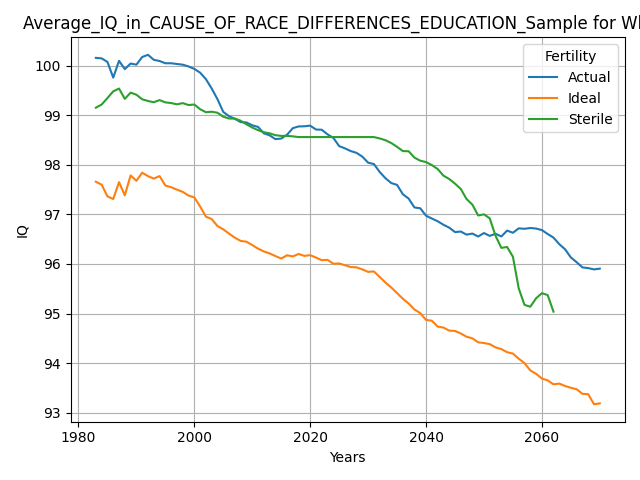 Average_IQ_in_CAUSE_OF_RACE_DIFFERENCES_EDUCATION_Sample for
Fertility
Actual
Ideal
Sterile
IQ
100
99
98
97
96
95
94
93
1980
2000
2020
2040
2060
Years